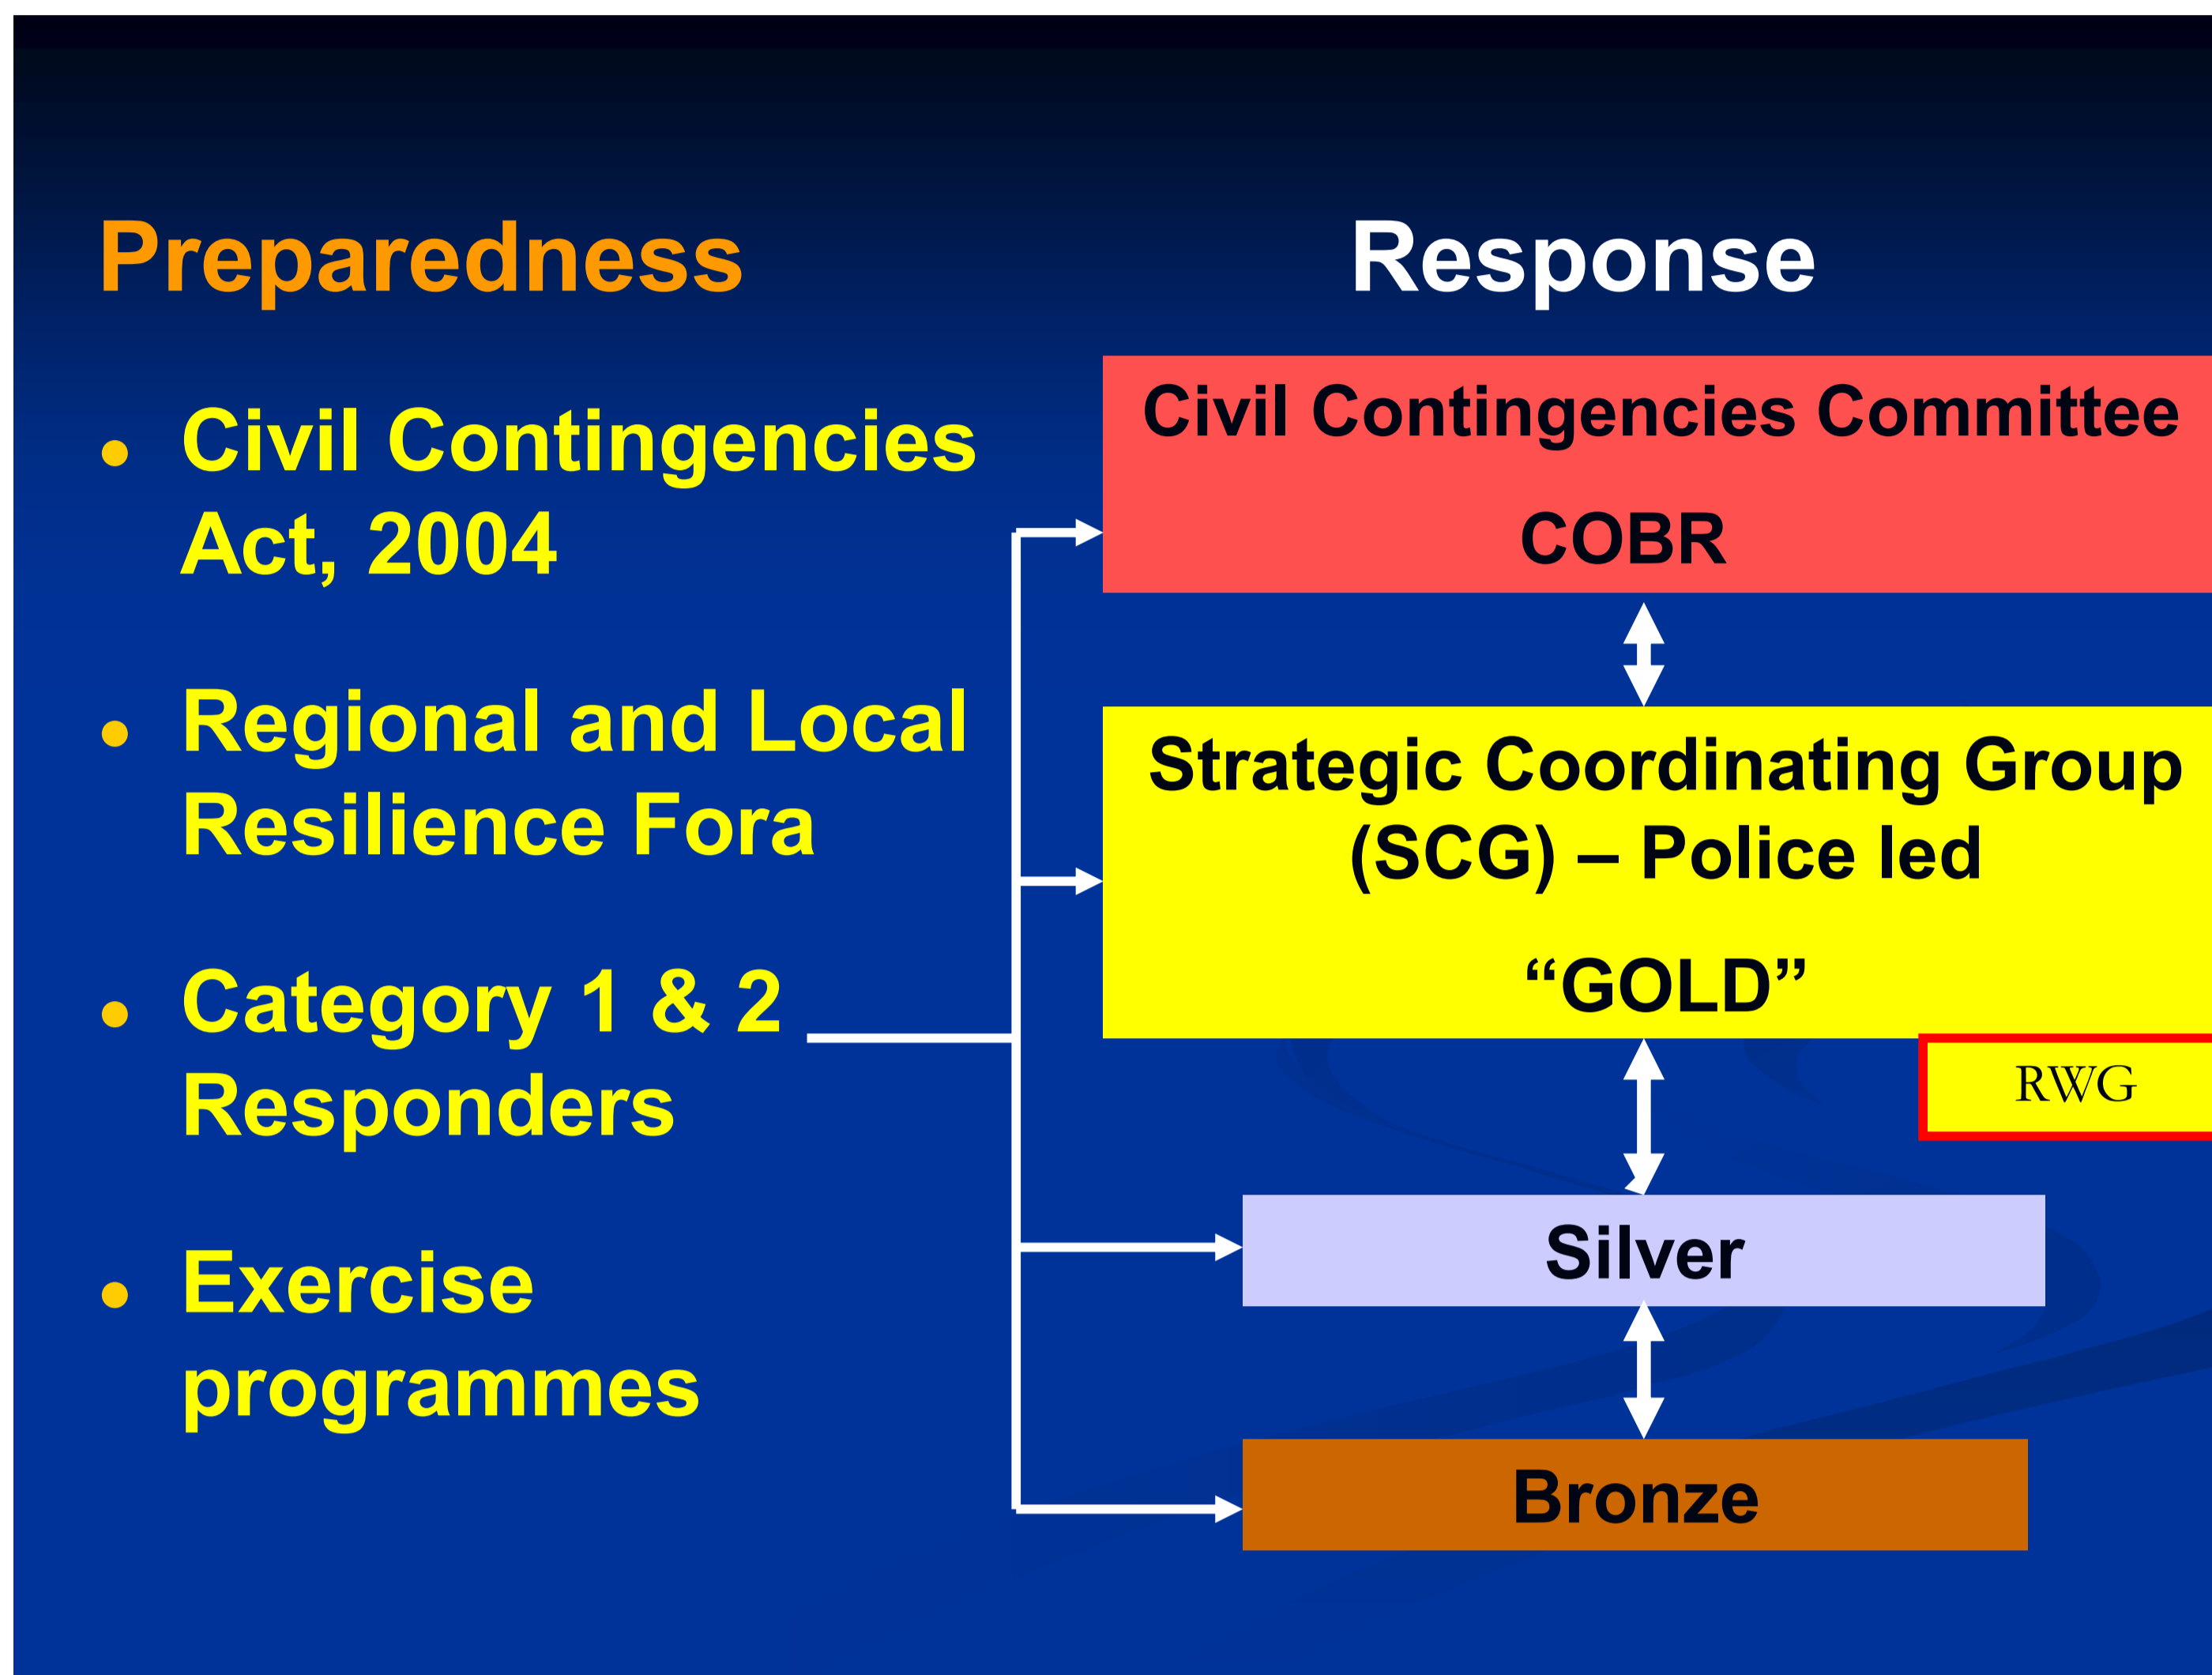 Preparedness
Civil Contingencies
Act, 2004
Regional and Local
Resilience Fora
Category 1 & 2
Responders
Exercise
programmes
Response
Civil Contingencies Committee
COBR
Strategic Coordinating Group
(SCG) – Police led
“GOLD”
RWG
Silver
Bronze